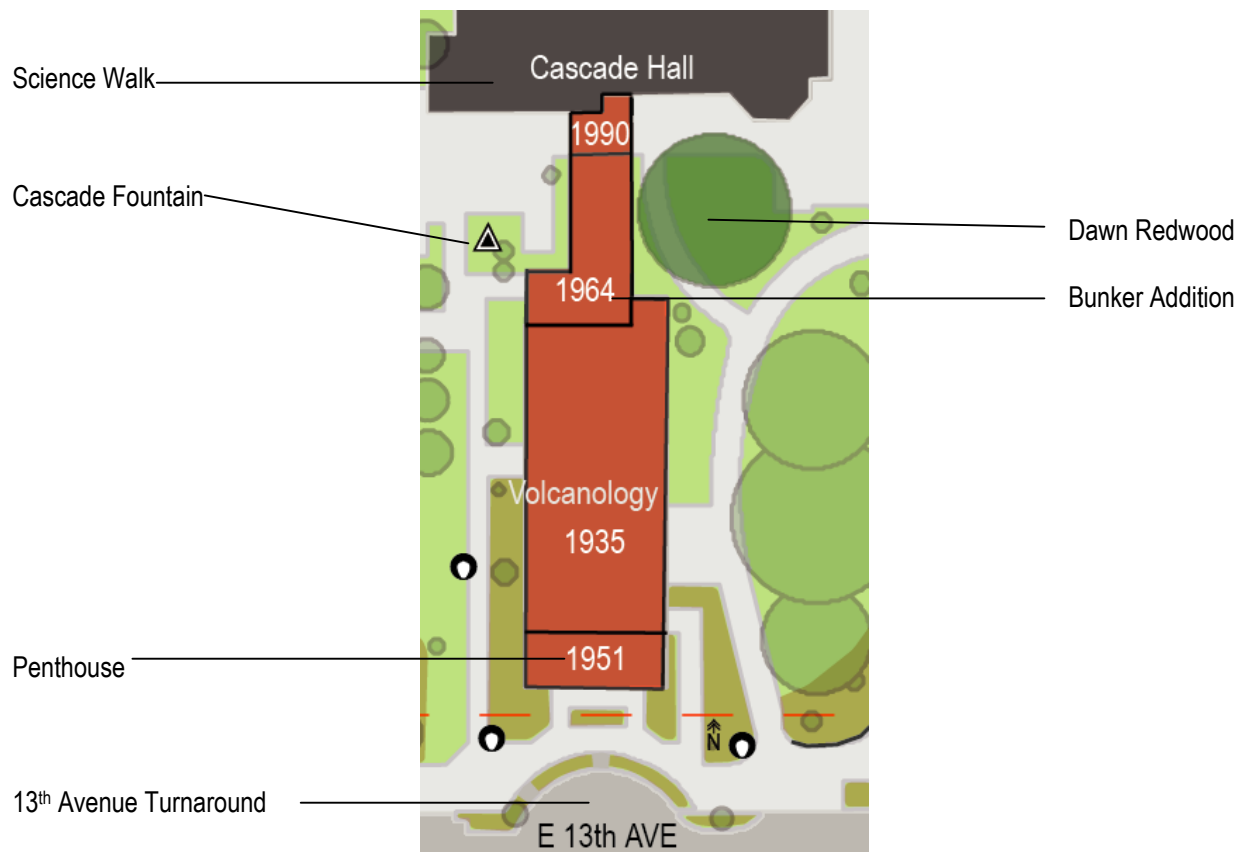 Cascade Hall
Science Walk
1990
Cascade Fountain
Dawn Redwood
1964
Bunker Addition
Volcanology
1935
Penthouse
1951
N
13th Avenue Turnaround
E 13th AVE